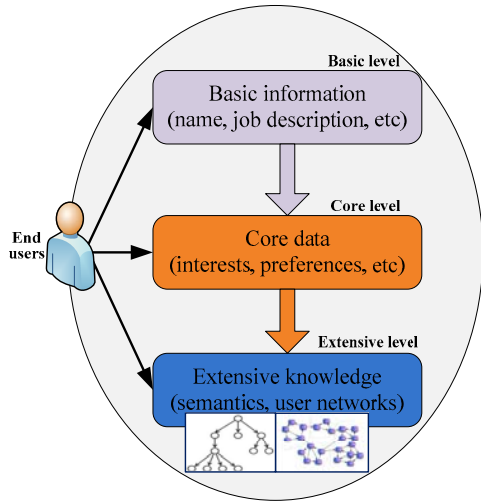 Basic level
Basic information
(name, job description, etc)
Core level
End
users
Core data
(interests, preferences, etc)
Extensive level
Extensive knowledge
(semantics, user networks)